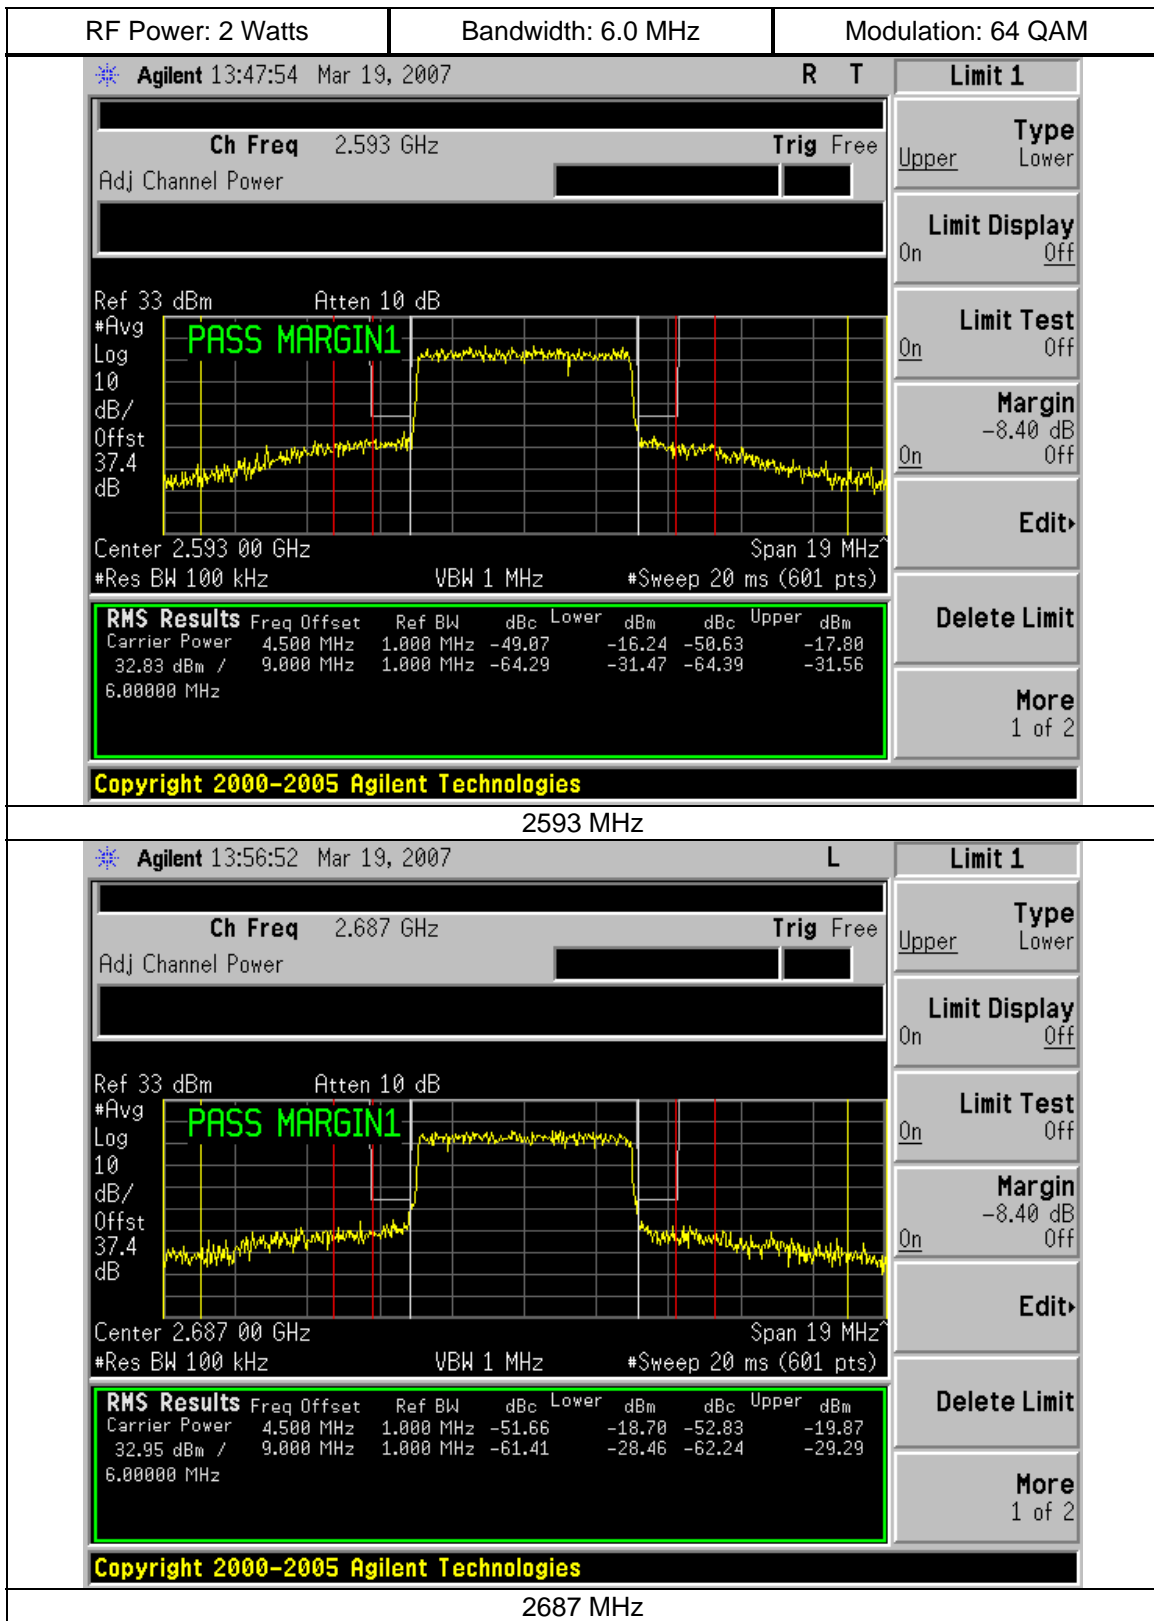 RF Power: 2 Watts Bandwidth: 6.0 MHz Modulation: 64 QAM
Agilent 13:47:54 Mar 19, 2007 R T Limit 1
Ch Freq 2.593 GHz Trig Free
Adj Channel Power
Type
Upper Lower
Limit Display
On Off
Ref 33 dBm Atten 10 dB
#Avg
Log
10
dB/
Offst
37.4
dB
PASS MARGIN1
Limit Test
On Off
Margin
-8.40 dB
On Off
Edit
Center 2.593 00 GHz Span 19 MHz^
#Res BW 100 kHz VBW 1 MHz #Sweep 20 ms (601 pts)
RMS Results Freq Offset Ref BW dBc Lower dBm dBc Upper dBm
Carrier Power 4.500 MHz 1.000 MHz -49.07 -16.24 -50.63 -17.80
32.83 dBm / 9.000 MHz 1.000 MHz -64.29 -31.47 -64.39 -31.56
6.00000 MHz
Delete Limit
More
1 of 2
Copyright 2000-2005 Agilent Technologies
2593 MHz
Agilent 13:56:52 Mar 19, 2007 L Limit 1
Ch Freq 2.687 GHz Trig Free
Adj Channel Power
Type
Upper Lower
Limit Display
On Off
Ref 33 dBm Atten 10 dB
#Avg
Log
10
dB/
Offst
37.4
dB
PASS MARGIN1
Limit Test
On Off
Margin
-8.40 dB
On Off
Edit
Center 2.687 00 GHz Span 19 MHz^
#Res BW 100 kHz VBW 1 MHz #Sweep 20 ms (601 pts)
RMS Results Freq Offset Ref BW dBc Lower dBm dBc Upper dBm
Carrier Power 4.500 MHz 1.000 MHz -51.66 -18.70 -52.83 -19.87
32.95 dBm / 9.000 MHz 1.000 MHz -61.41 -28.46 -62.24 -29.29
6.00000 MHz
Delete Limit
More
1 of 2
Copyright 2000-2005 Agilent Technologies
2687 MHz